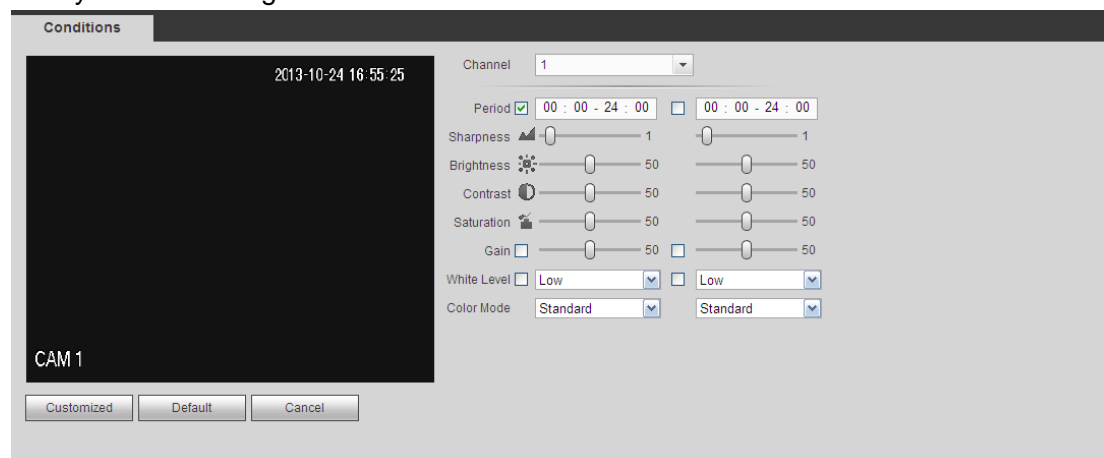 Conditions
2013-10-24 16:55:25
CAM 1
Channel 1
Period 00 : 00 - 24 : 00 00 : 00 - 24 : 00
Sharpness 1 1
Brightness 50 50
Contrast 50 50
Saturation 50 50
Gain 50 50
White Level Low Low
Color Mode Standard Standard
Customized Default Cancel